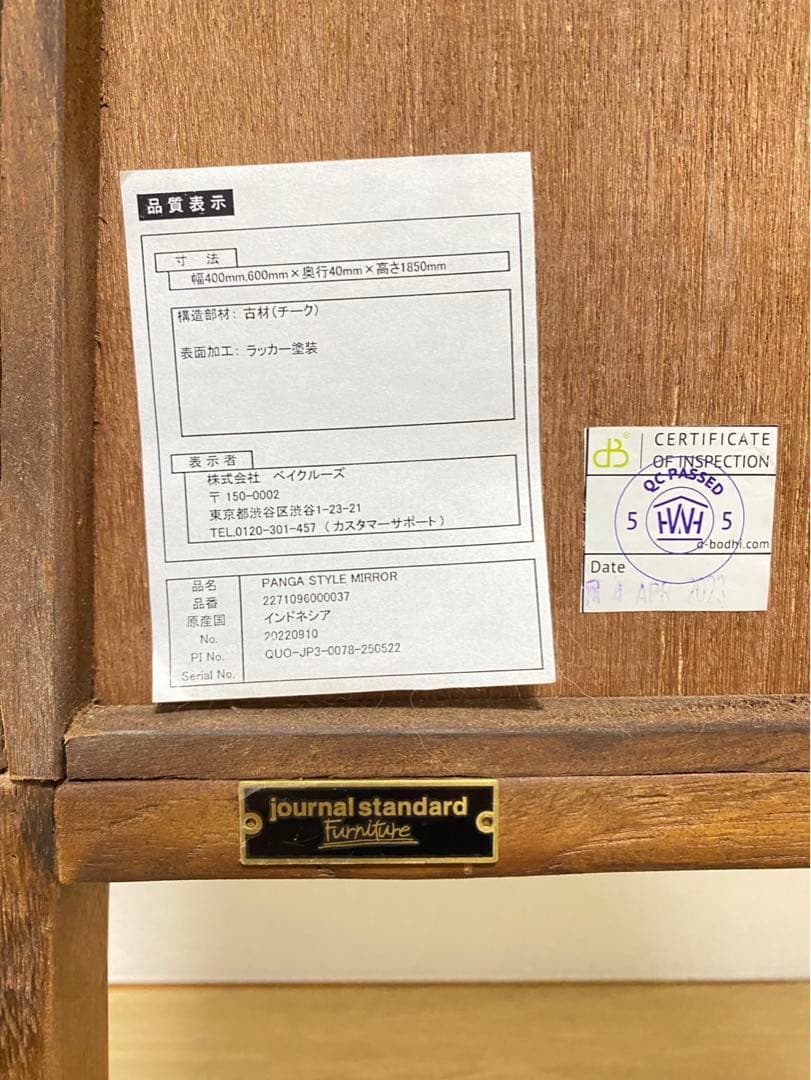 品質表示
寸 法
幅400mm,600mm×奥行40mm×高さ1850mm
構造部材: 古材(チーク)
表面加工: ラッカー塗装
表示者
株式会社 ベイクルーズ
〒150-0002
東京都渋谷区渋谷1-23-21
TEL.0120-301-457 (カスタマーサポート)
品名 PANGA STYLE MIRROR
品番 2271096000037
原産国 インドネシア
No. 20220910
PI No. QUO-JP3-0078-250522
Serial No.
dB® CERTIFICATE
OF INSPECTION
QC PASSED
5 5
d-bodhi.com
Date
4 APR 2023
journal standard
Furniture